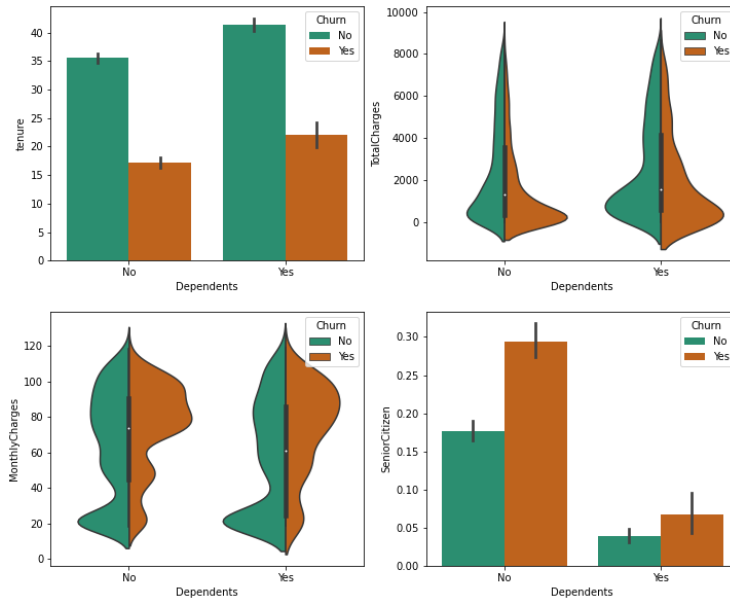 40
35
30
25
20
15
10
5
0
tenure
No
Yes
Dependents
Churn
No
Yes
10000
8000
6000
4000
2000
0
TotalCharges
No
Yes
Dependents
Churn
No
Yes
120
100
80
60
40
20
0
MonthlyCharges
No
Yes
Dependents
Churn
No
Yes
0.30
0.25
0.20
0.15
0.10
0.05
0.00
SeniorCitizen
No
Yes
Dependents
Churn
No
Yes